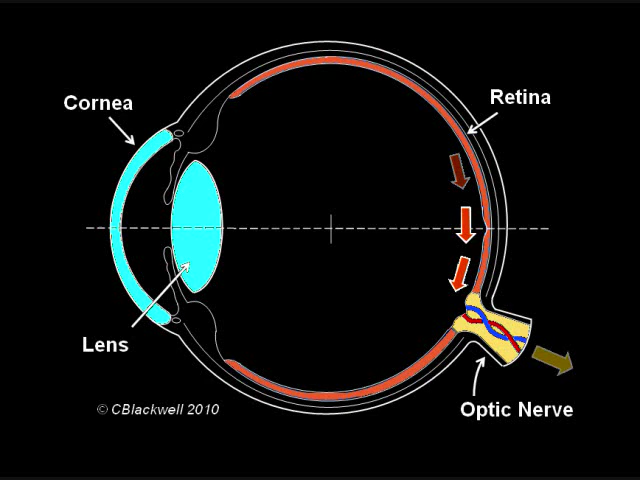 Cornea
Retina
Lens
© CBlackwell 2010
Optic Nerve